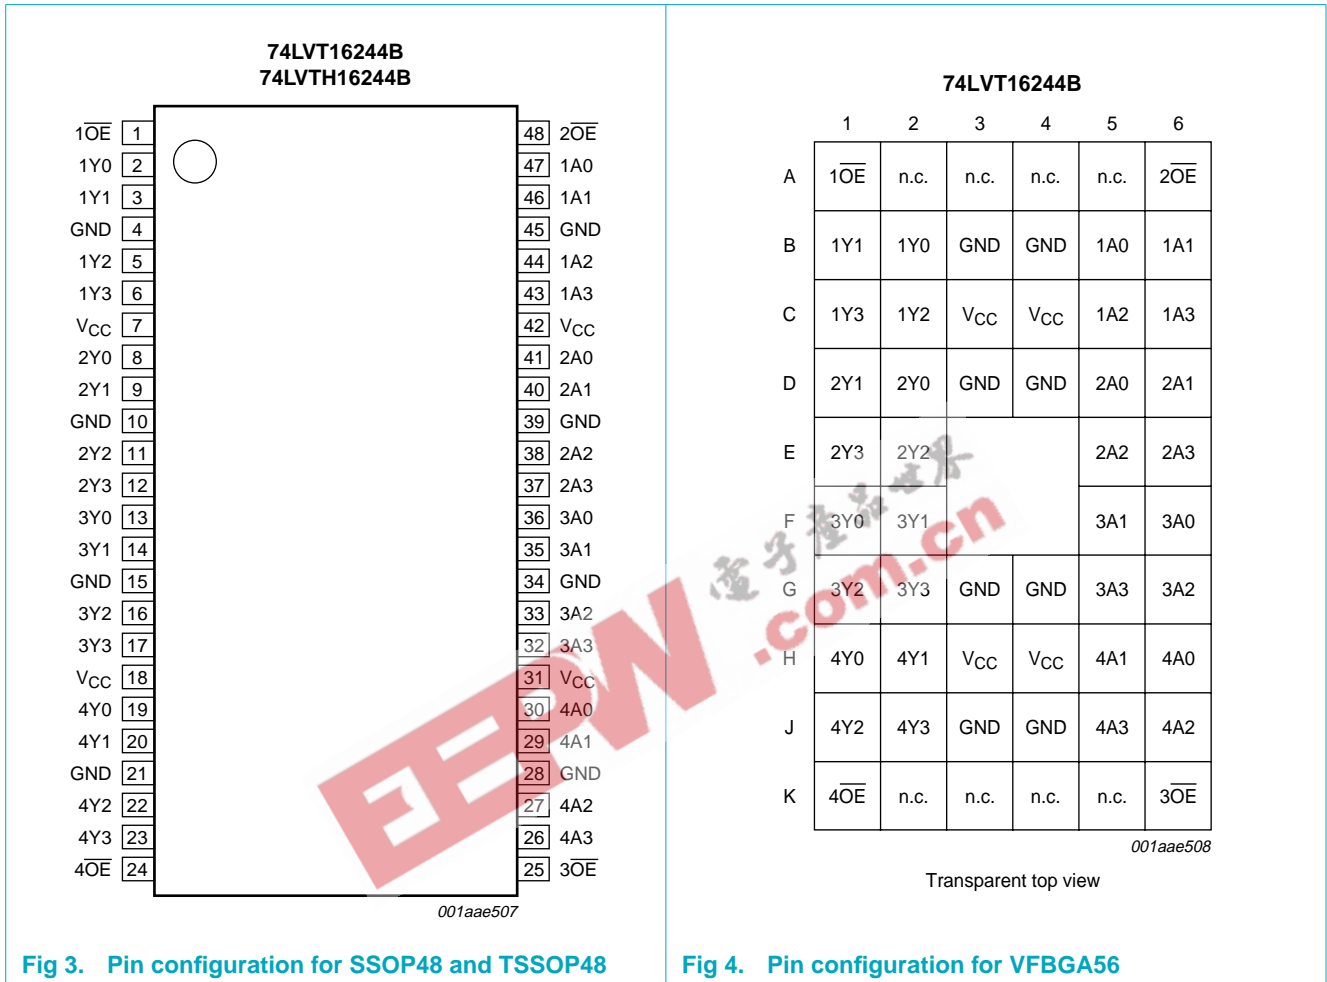 74LVT16244B
74LVTH16244B
1OE 1 48 2OE
1Y0 2 47 1A0
1Y1 3 46 1A1
GND 4 45 GND
1Y2 5 44 1A2
1Y3 6 43 1A3
VCC 7 42 VCC
2Y0 8 41 2A0
2Y1 9 40 2A1
GND 10 39 GND
2Y2 11 38 2A2
2Y3 12 37 2A3
3Y0 13 36 3A0
3Y1 14 35 3A1
GND 15 34 GND
3Y2 16 33 3A2
3Y3 17 32 3A3
VCC 18 31 VCC
4Y0 19 30 4A0
4Y1 20 29 4A1
GND 21 28 GND
4Y2 22 27 4A2
4Y3 23 26 4A3
4OE 24 25 3OE
001aae507
Fig 3. Pin configuration for SSOP48 and TSSOP48
74LVT16244B
1 2 3 4 5 6
A 1OE n.c. n.c. n.c. n.c. 2OE
B 1Y1 1Y0 GND GND 1A0 1A1
C 1Y3 1Y2 VCC VCC 1A2 1A3
D 2Y1 2Y0 GND GND 2A0 2A1
E 2Y3 2Y2 2A2 2A3
F 3Y0 3Y1 3A1 3A0
G 3Y2 3Y3 GND GND 3A3 3A2
H 4Y0 4Y1 VCC VCC 4A1 4A0
J 4Y2 4Y3 GND GND 4A3 4A2
K 4OE n.c. n.c. n.c. n.c. 3OE
001aae508
Transparent top view
Fig 4. Pin configuration for VFBGA56
EEPW
電子產品世界
.com.cn